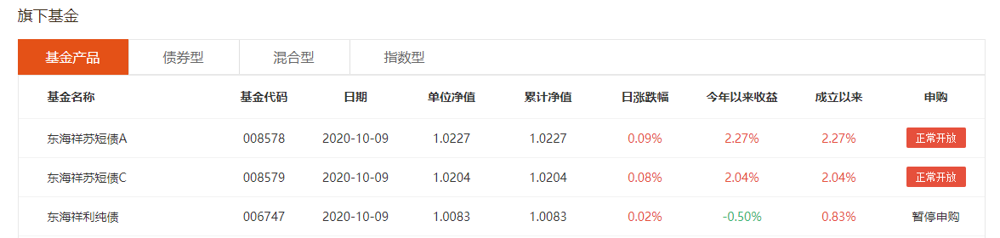 旗下基金
基金产品 债券型 混合型 指数型
基金名称 基金代码 日期 单位净值 累计净值 日涨跌幅 今年以来收益 成立以来 申购
东海祥苏短债A 008578 2020-10-09 1.0227 1.0227 0.09% 2.27% 2.27% 正常开放
东海祥苏短债C 008579 2020-10-09 1.0204 1.0204 0.08% 2.04% 2.04% 正常开放
东海祥利纯债 006747 2020-10-09 1.0083 1.0083 0.02% -0.50% 0.83% 暂停申购